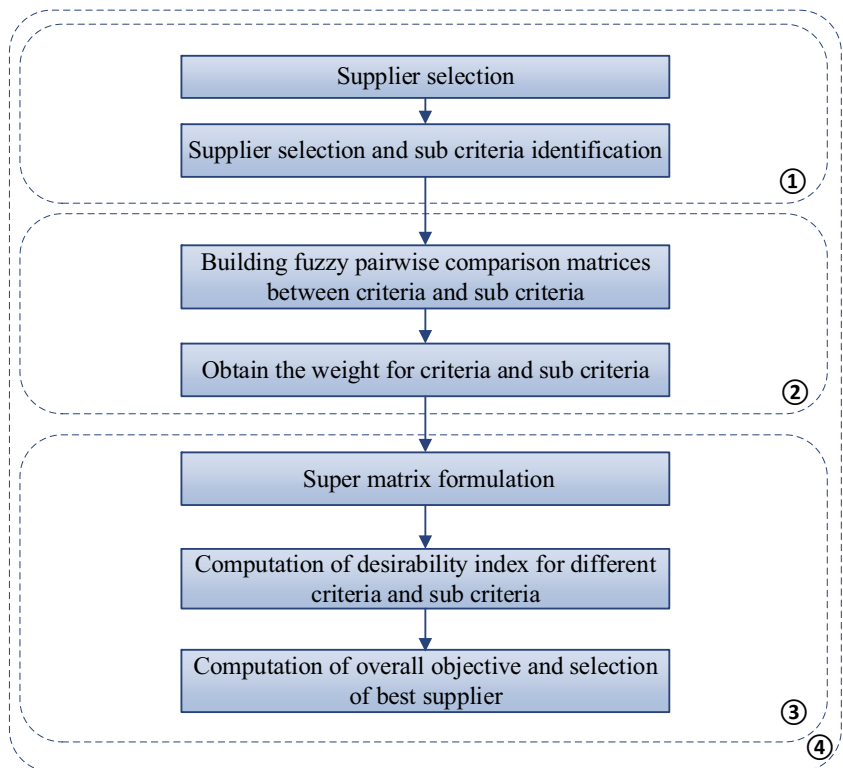 Supplier selection
Supplier selection and sub criteria identification
①
Building fuzzy pairwise comparison matrices
between criteria and sub criteria
Obtain the weight for criteria and sub criteria
②
Super matrix formulation
Computation of desirability index for different
criteria and sub criteria
Computation of overall objective and selection
of best supplier
③
④